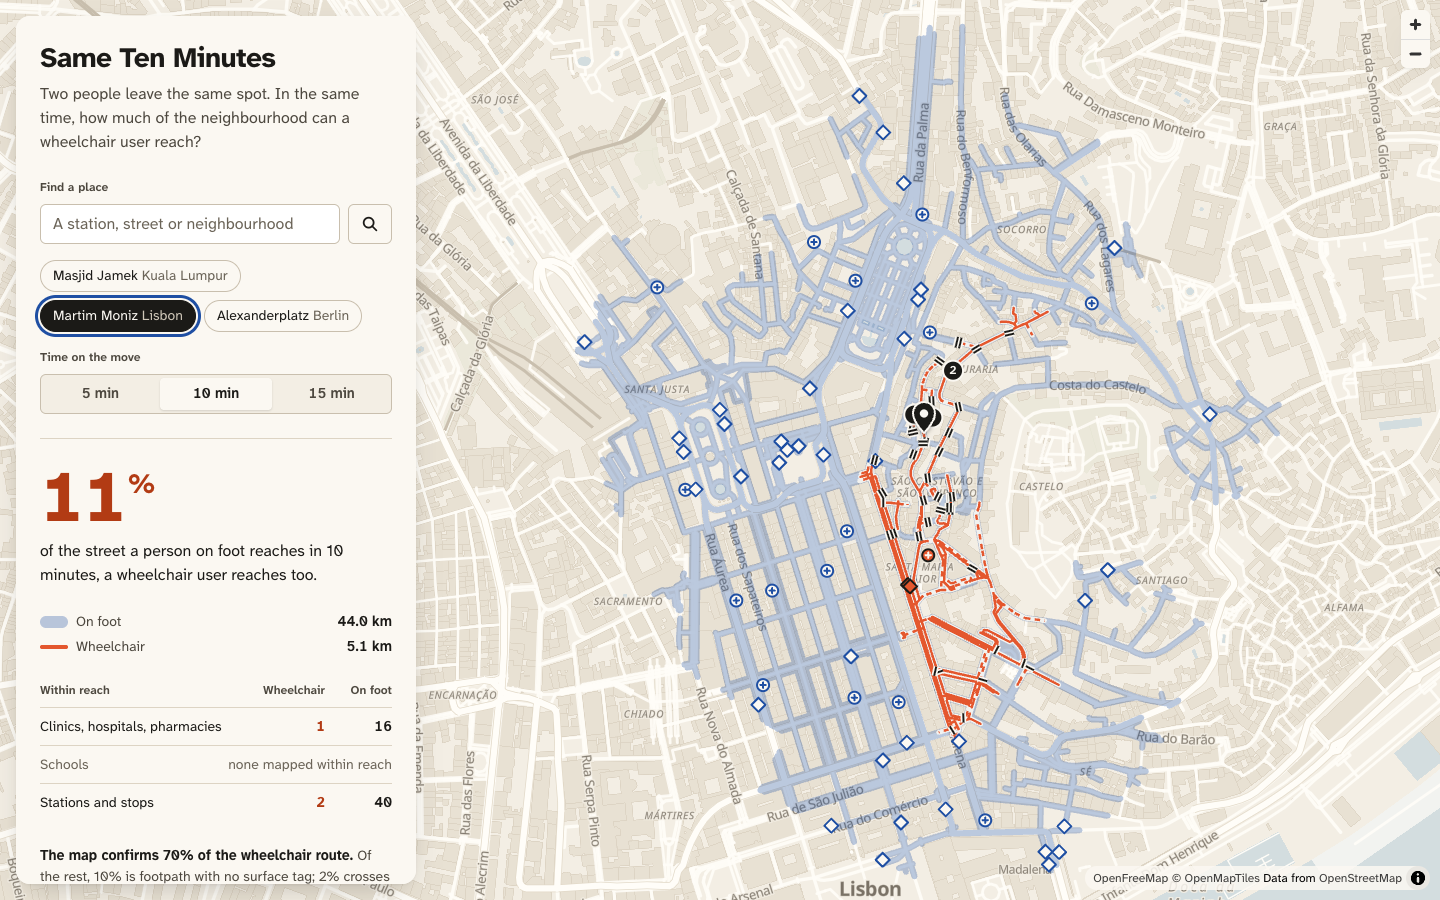 Same Ten Minutes
Two people leave the same spot. In the same
time, how much of the neighbourhood can a
wheelchair user reach?
Find a place
A station, street or neighbourhood
Masjid Jamek Kuala Lumpur
Martim Moniz Lisbon
Alexanderplatz Berlin
Time on the move
5 min
10 min
15 min
11%
of the street a person on foot reaches in 10
minutes, a wheelchair user reaches too.
On foot 44.0 km
Wheelchair 5.1 km
Within reach Wheelchair On foot
Clinics, hospitals, pharmacies 1 16
Schools none mapped within reach
Stations and stops 2 40
The map confirms 70% of the wheelchair route. Of
the rest, 10% is footpath with no surface tag; 2% crosses
SÃO JOSÉ
Avenida da Liberdade
Calçada de Santana
Rua da Palma
Rua do Benformoso
Rua das Olarias
Rua Damasceno Monteiro
GRAÇA
Rua da Senhora da Glória
SOCORRO
Rua dos Lagares
Calçada da Glória
SANTA JUSTA
2
Costa do Castelo
CASTELO
SANTIAGO
ALFAMA
SACRAMENTO
Rua Áurea
Rua dos Sapateiros
ENCARNAÇÃO
CHIADO
Rua Nova do Almada
Rua da Emenda
Rua das Flores
Rua Serpa Pinto
MÁRTIRES
Rua de São Julião
Rua do Comércio
Rua do Barão
SÉ
Lisbon
OpenFreeMap © OpenMapTiles Data from OpenStreetMap